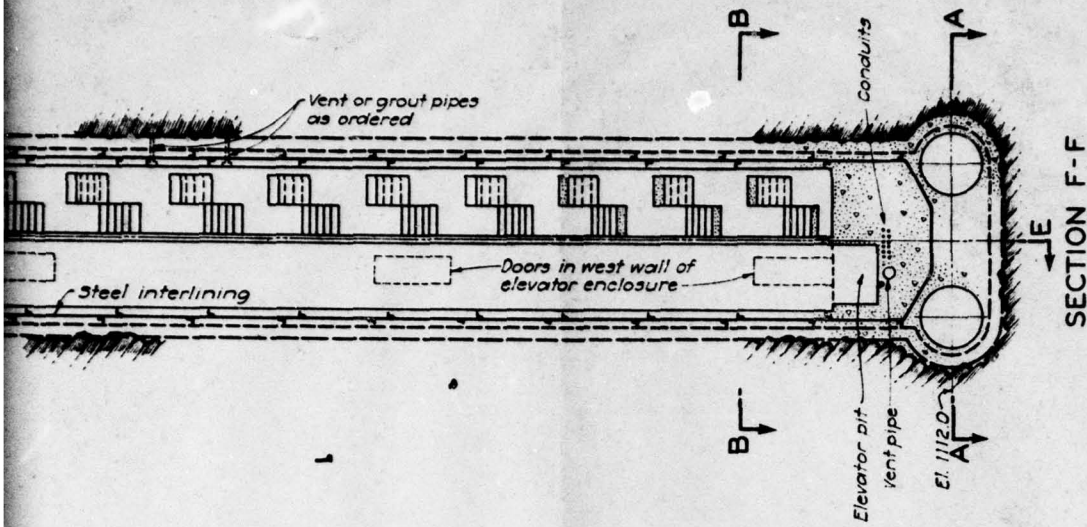 B
B
A
A
Vent or grout pipes
as ordered
Conduits
Doors in west wall of
elevator enclosure
Steel interlining
E
Elevator pit
Vent pipe
El. 1112.0
SECTION F-F